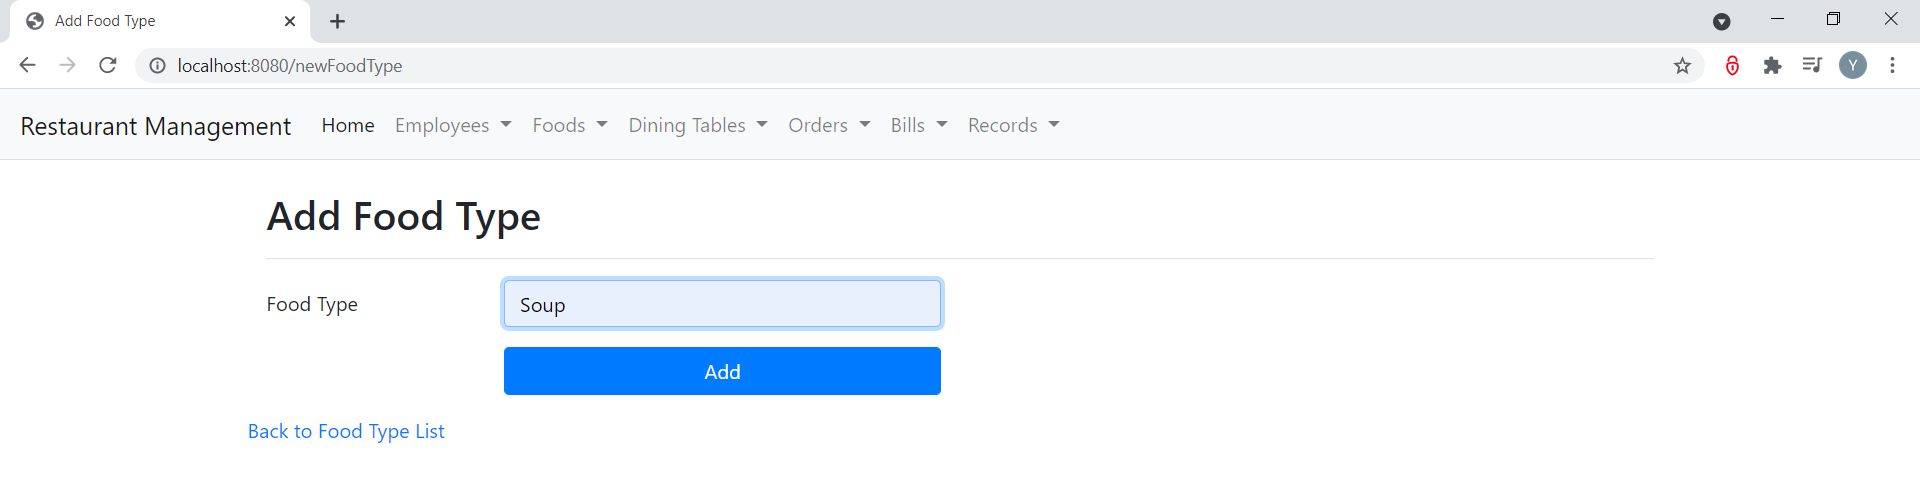 Add Food Type
localhost:8080/newFoodType
Y
Restaurant Management Home Employees Foods Dining Tables Orders Bills Records
Add Food Type
Food Type Soup
Add
Back to Food Type List